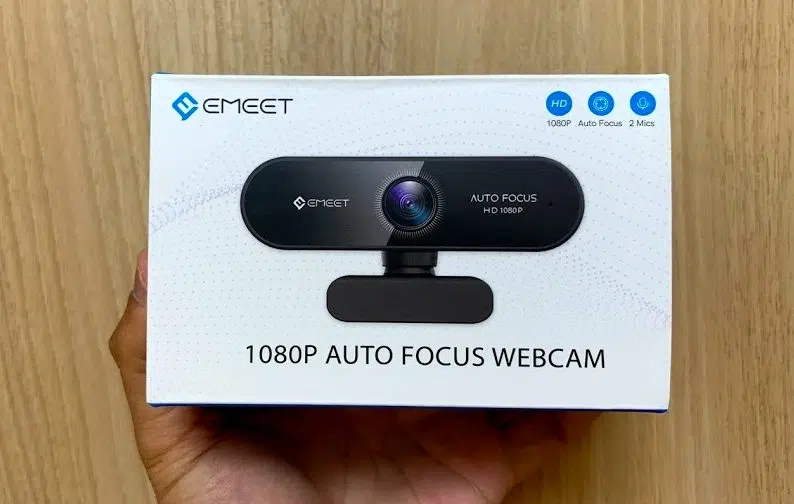 EMEET
HD
1080P
Auto Focus
2 Mics
EMEET
AUTO FOCUS
HD 1080P
1080P AUTO FOCUS WEBCAM